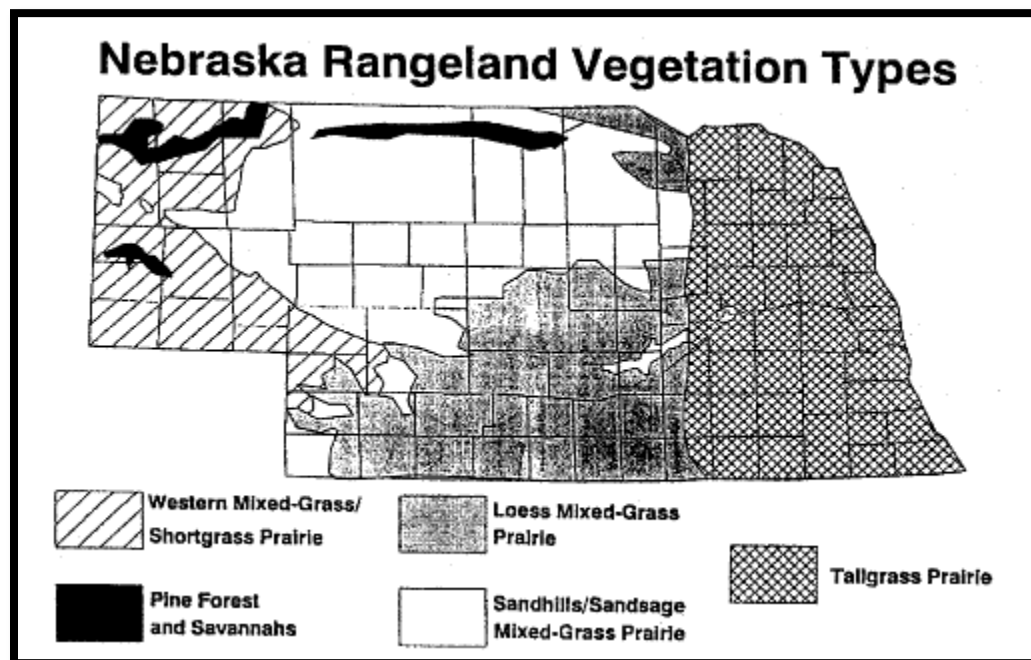 Nebraska Rangeland Vegetation Types
Western Mixed-Grass/
Shortgrass Prairie
Loess Mixed-Grass
Prairie
Tallgrass Prairie
Pine Forest
and Savannahs
Sandhills/Sandsage
Mixed-Grass Prairie